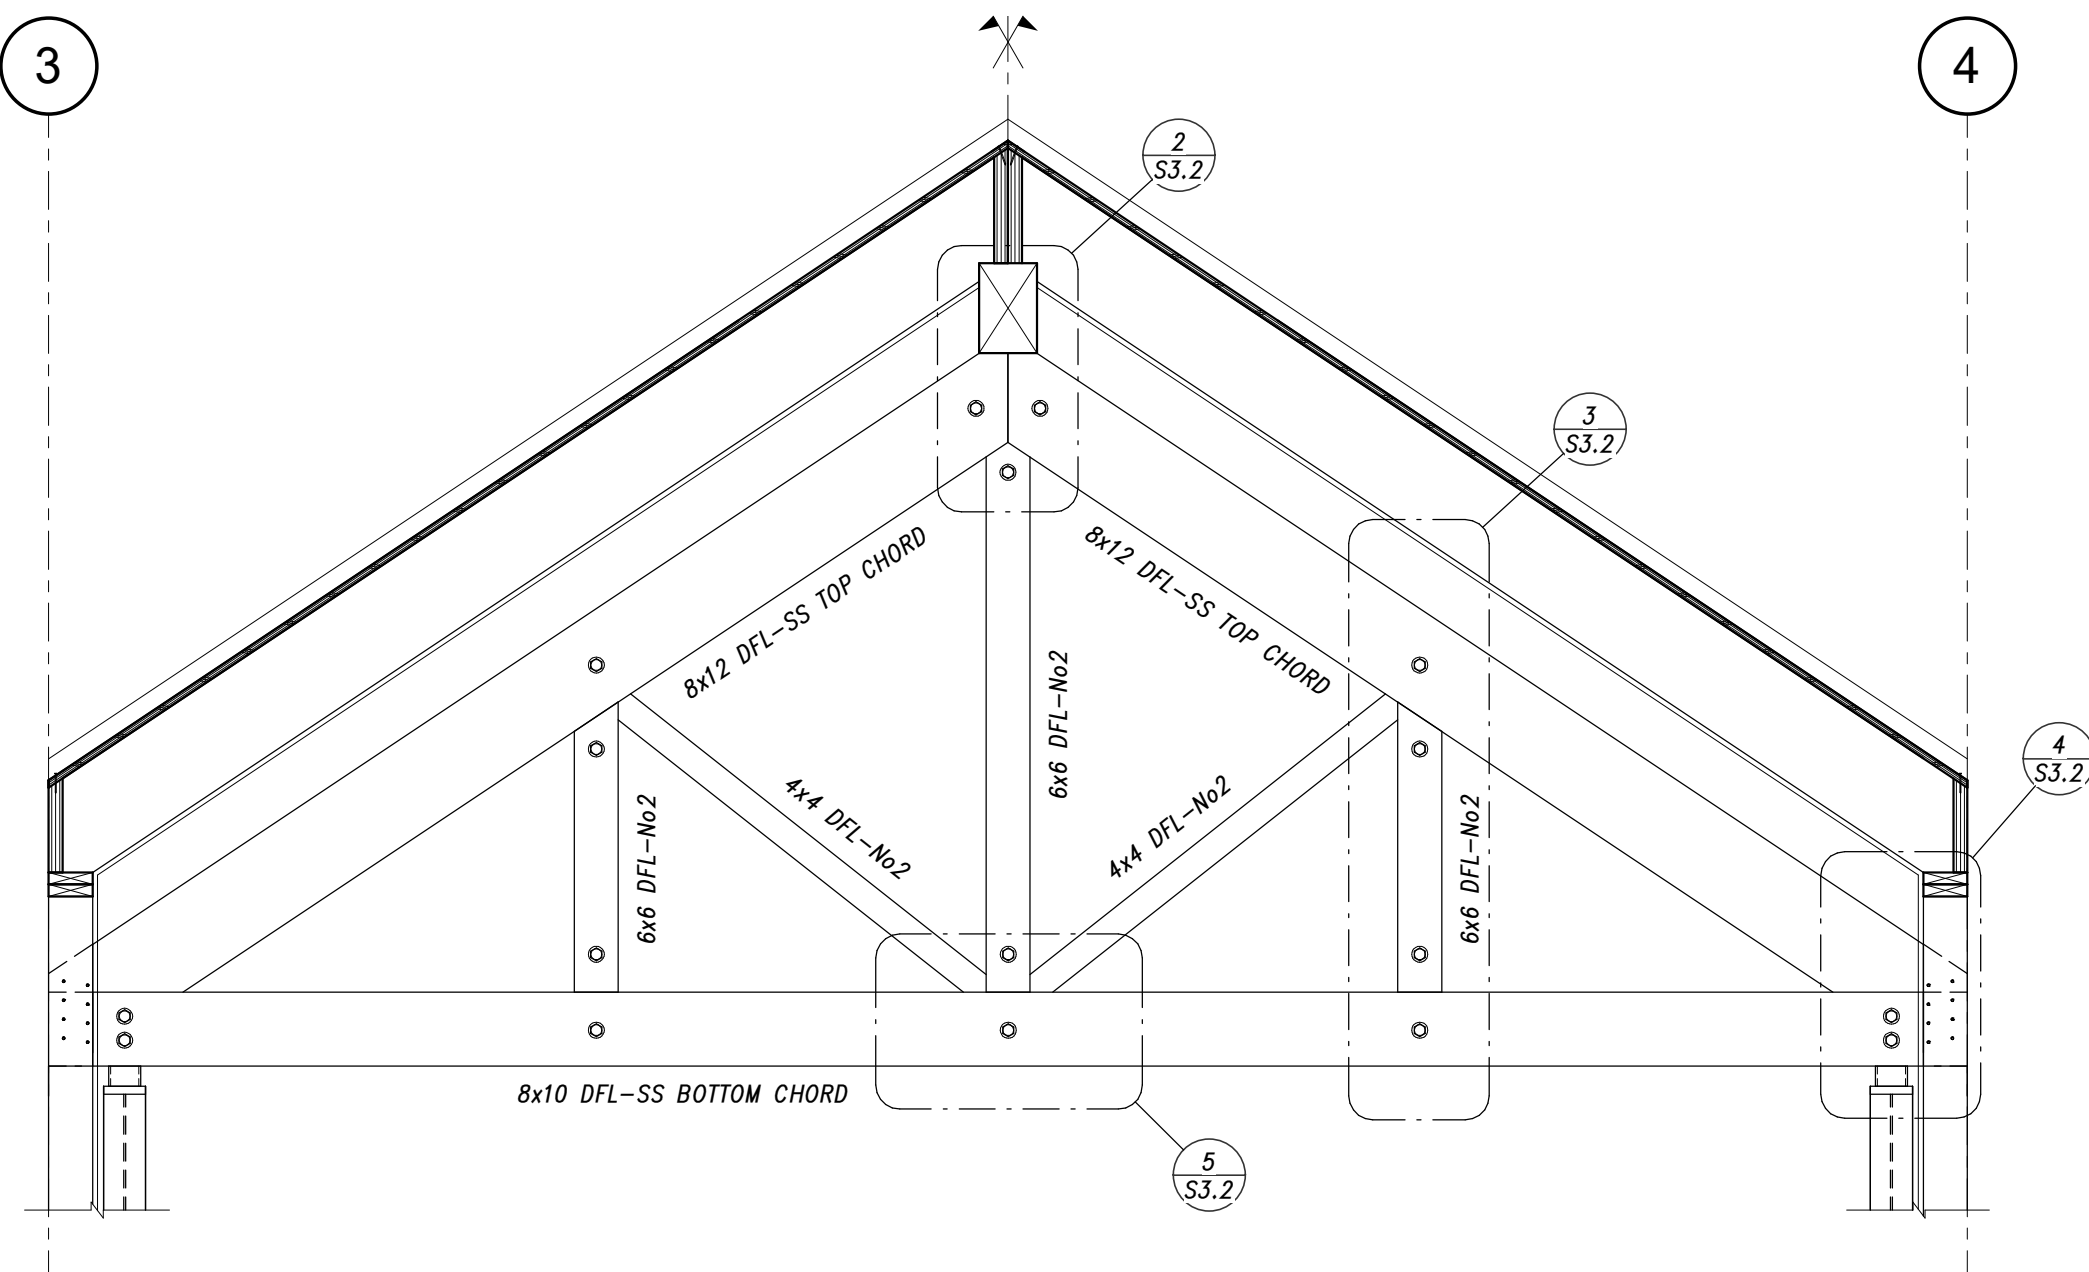 3
4
2
S3.2
3
S3.2
8x12 DFL-SS TOP CHORD
8x12 DFL-SS TOP CHORD
6x6 DFL-No2
4
S3.2
4x4 DFL-No2
4x4 DFL-No2
6x6 DFL-No2
6x6 DFL-No2
8x10 DFL-SS BOTTOM CHORD
5
S3.2